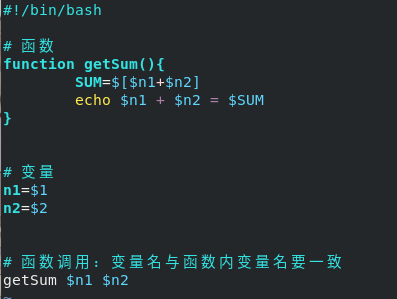 #!/bin/bash
# 函数
function getSum(){
SUM=$[$n1+$n2]
echo $n1 + $n2 = $SUM
}
# 变量
n1=$1
n2=$2
# 函数调用：变量名与函数内变量名要一致
getSum $n1 $n2
~